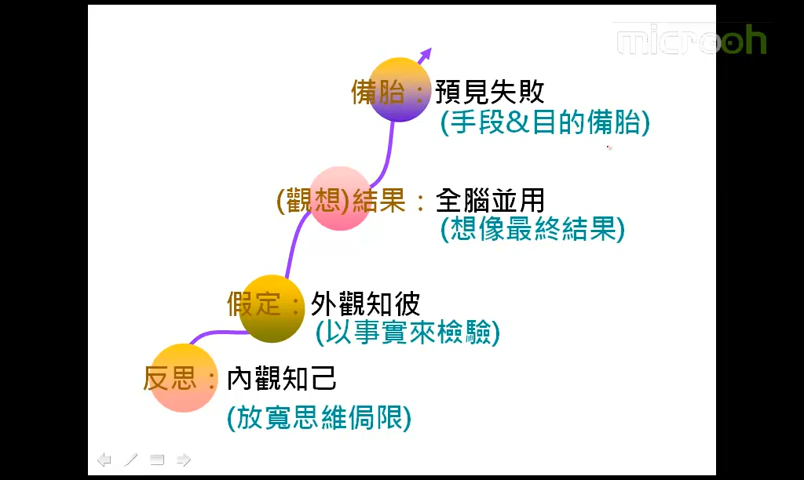 microoh
備胎：預見失敗
(手段&目的備胎)
(觀想)結果：全腦並用
(想像最終結果)
假定：外觀知彼
(以事實來檢驗)
反思：內觀知己
(放寬思維侷限)